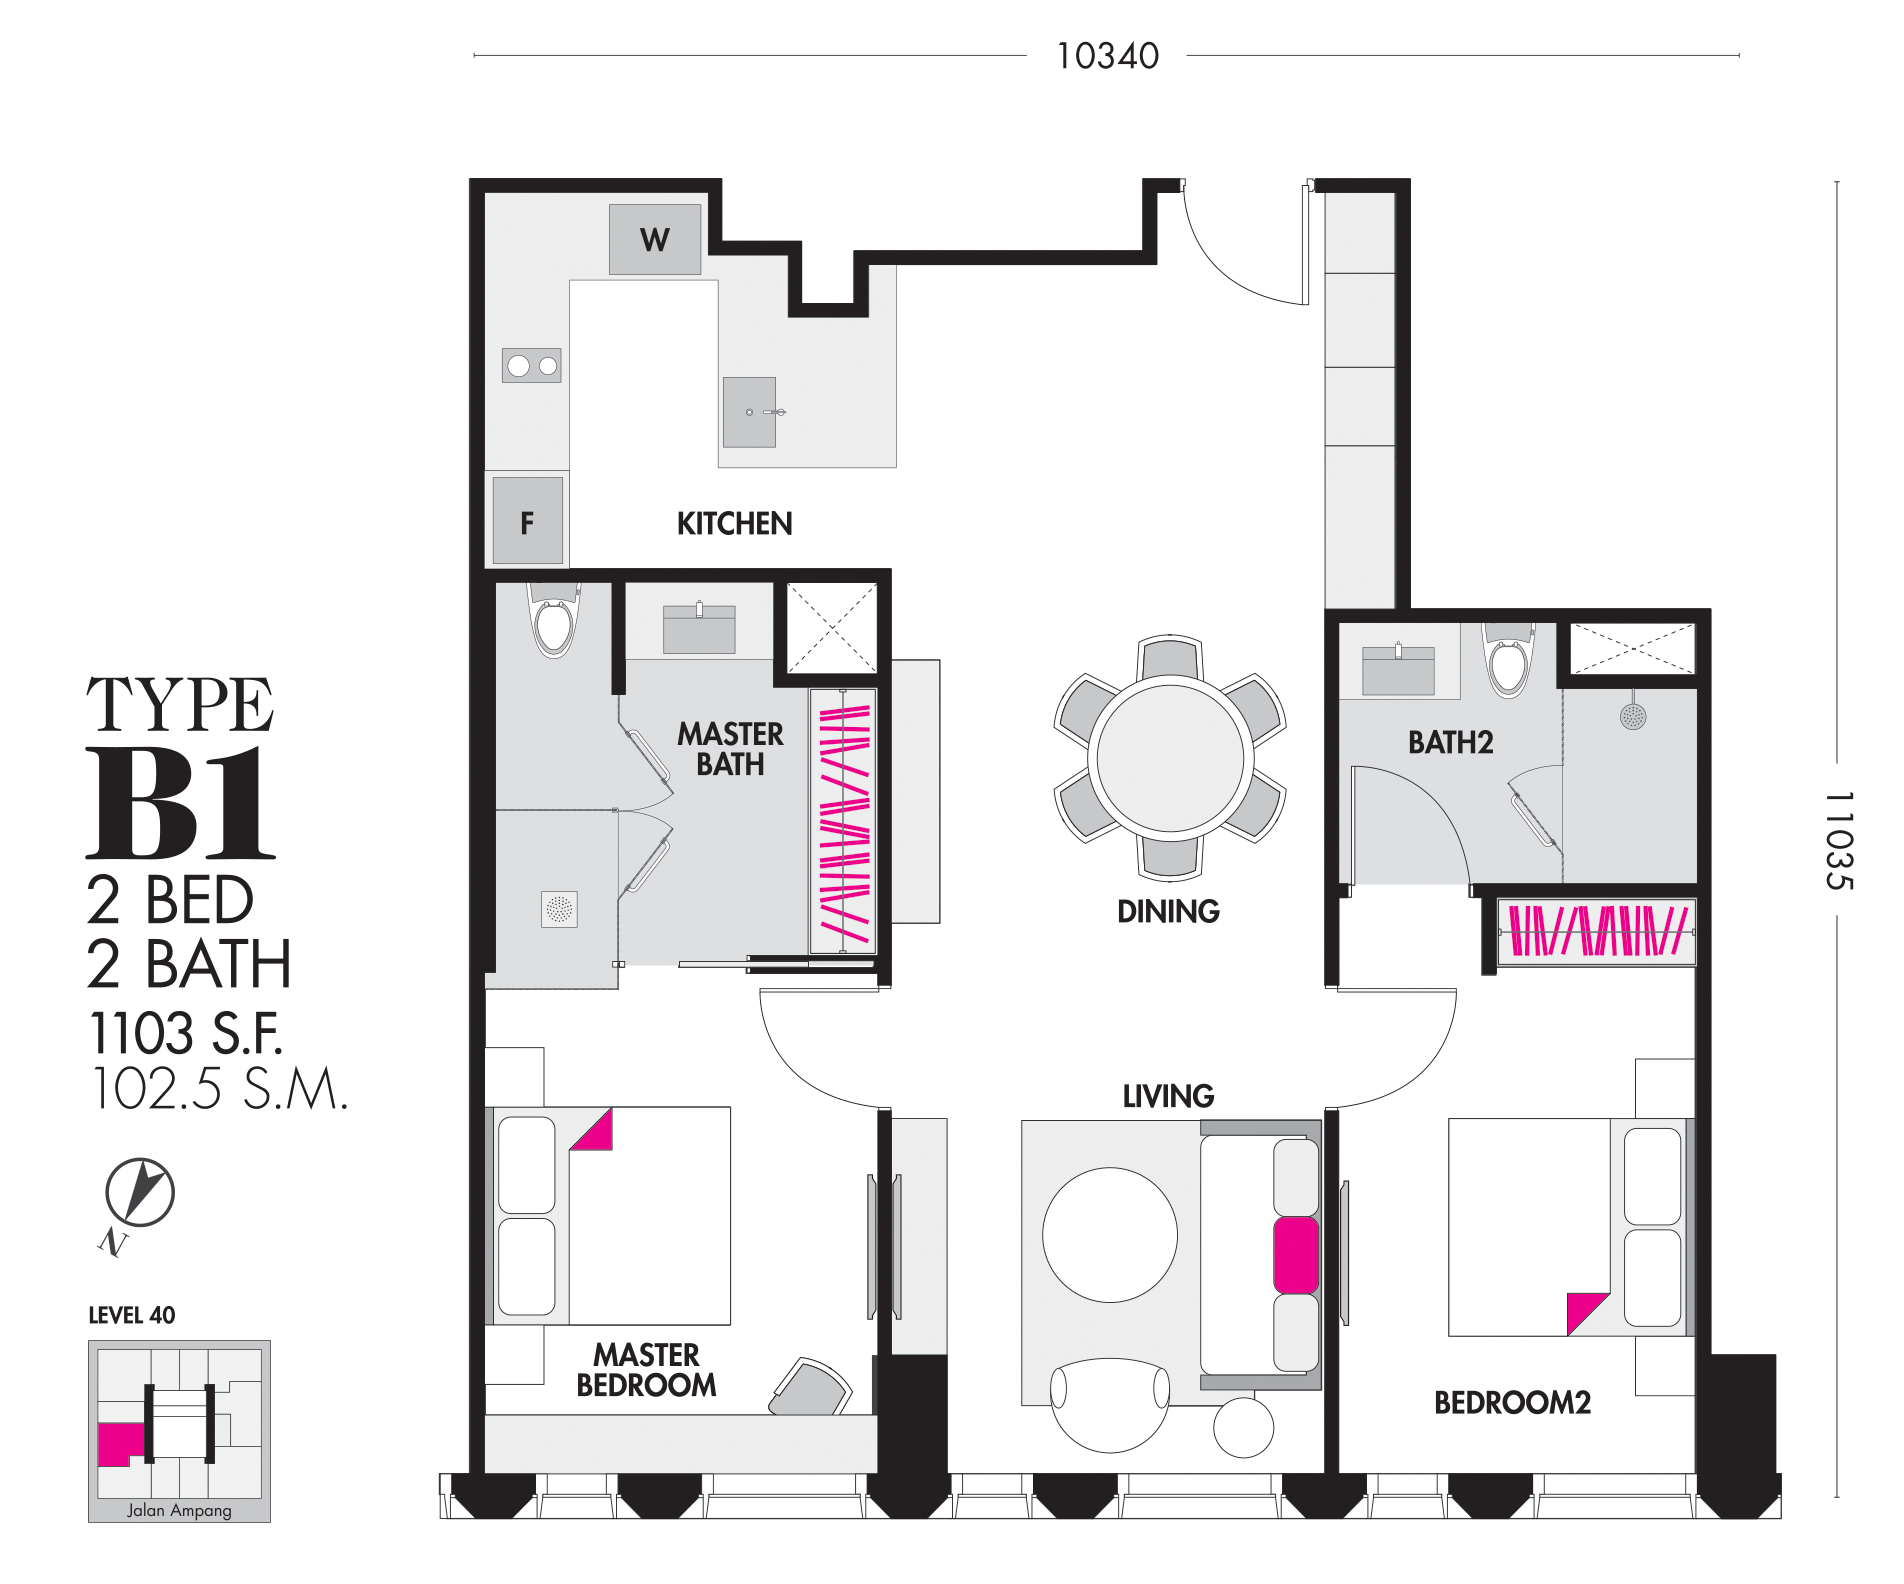 10340
11035
W
F
KITCHEN
MASTER
BATH
BATH2
DINING
LIVING
MASTER
BEDROOM
BEDROOM2
TYPE
B1
2 BED
2 BATH
1103 S.F.
102.5 S.M.
N
LEVEL 40
Jalan Ampang